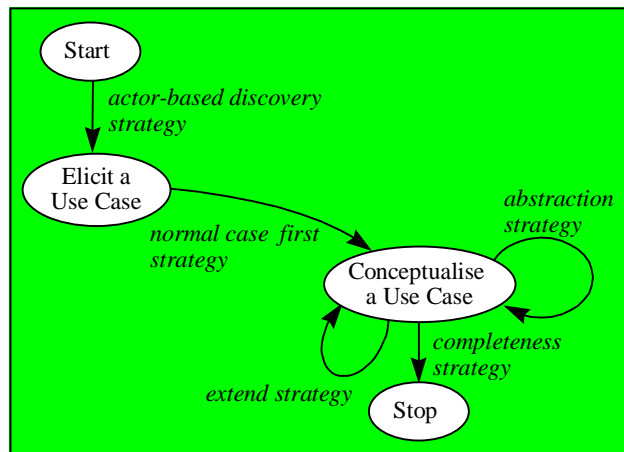 Start
actor-based discovery
strategy
Elicit a
Use Case
abstraction
strategy
normal case first
strategy
Conceptualise
a Use Case
completeness
strategy
extend strategy
Stop